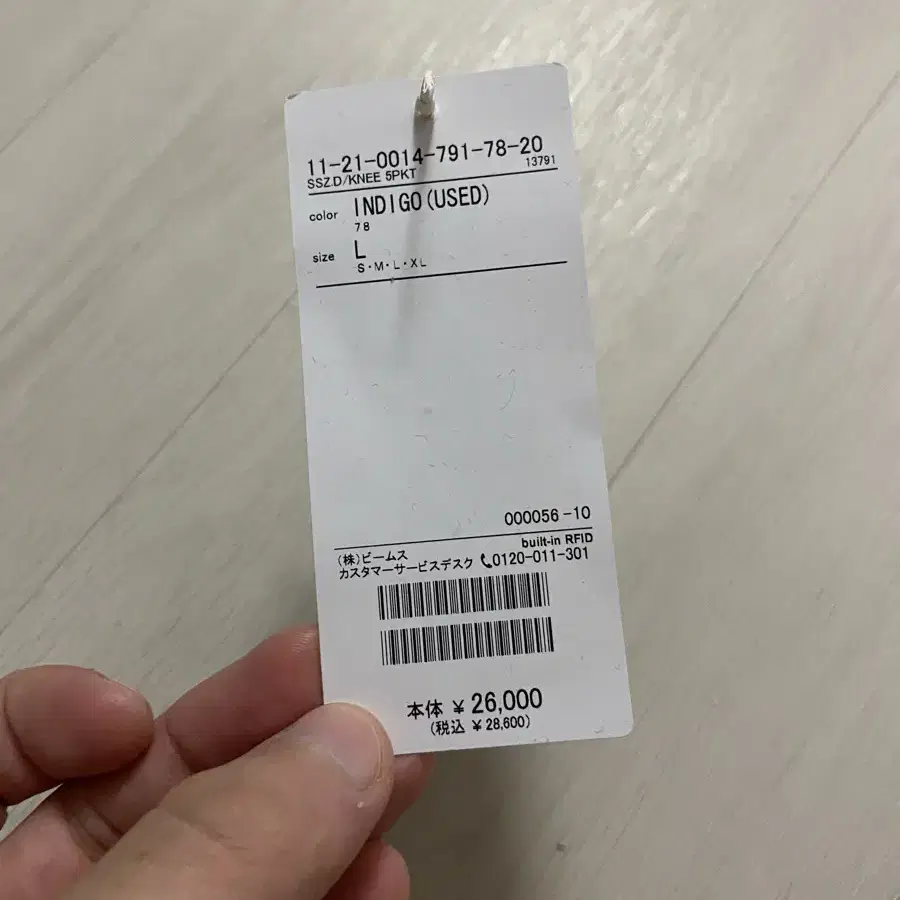 11-21-0014-791-78-20
SSZ.D/KNEE 5PKT 13791
color INDIGO(USED)
78
size L
S・M・L・XL
000056-10
built-in RFID
(株)ビームス
カスタマーサービスデスク 0120-011-301
本体 ¥26,000
(税込 ¥28,600)